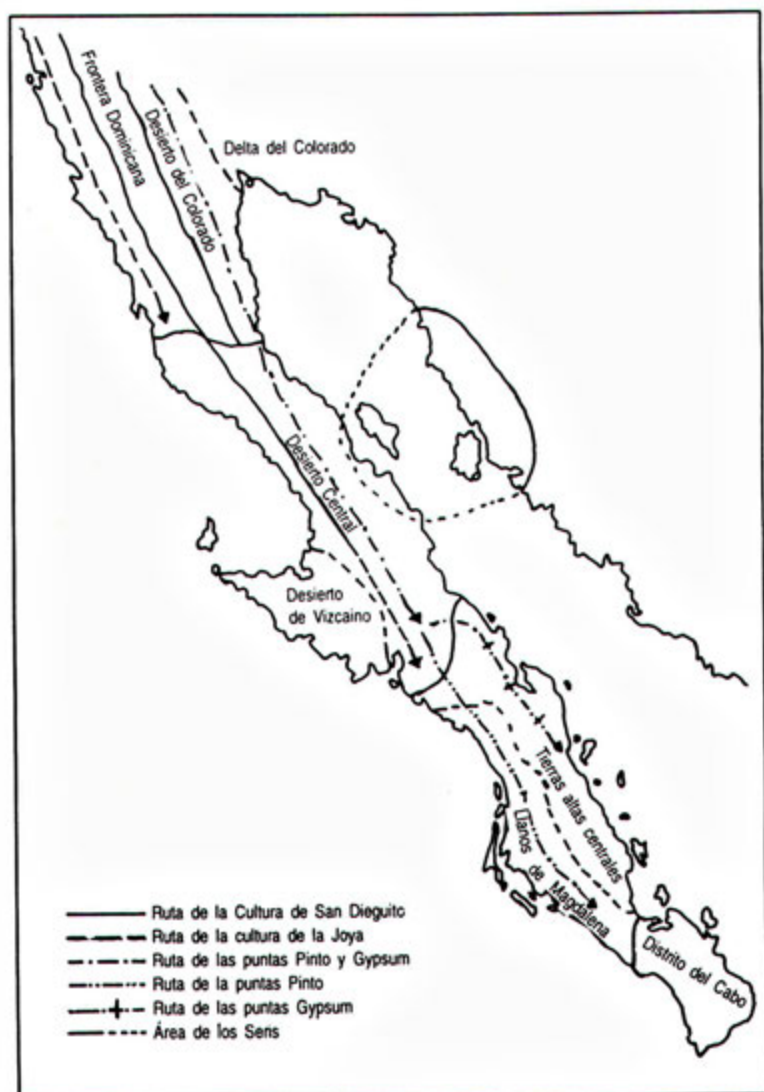 Frontera Dominicana
Desierto del Colorado
Delta del Colorado
Desierto Central
Desierto
de Vizcaino
Tierras altas centrales
Llanos de Magdalena
Distrito del Cabo
Ruta de la Cultura de San Dieguito
Ruta de la cultura de la Joya
Ruta de las puntas Pinto y Gypsum
Ruta de la puntas Pinto
Ruta de las puntas Gypsum
Área de los Seris